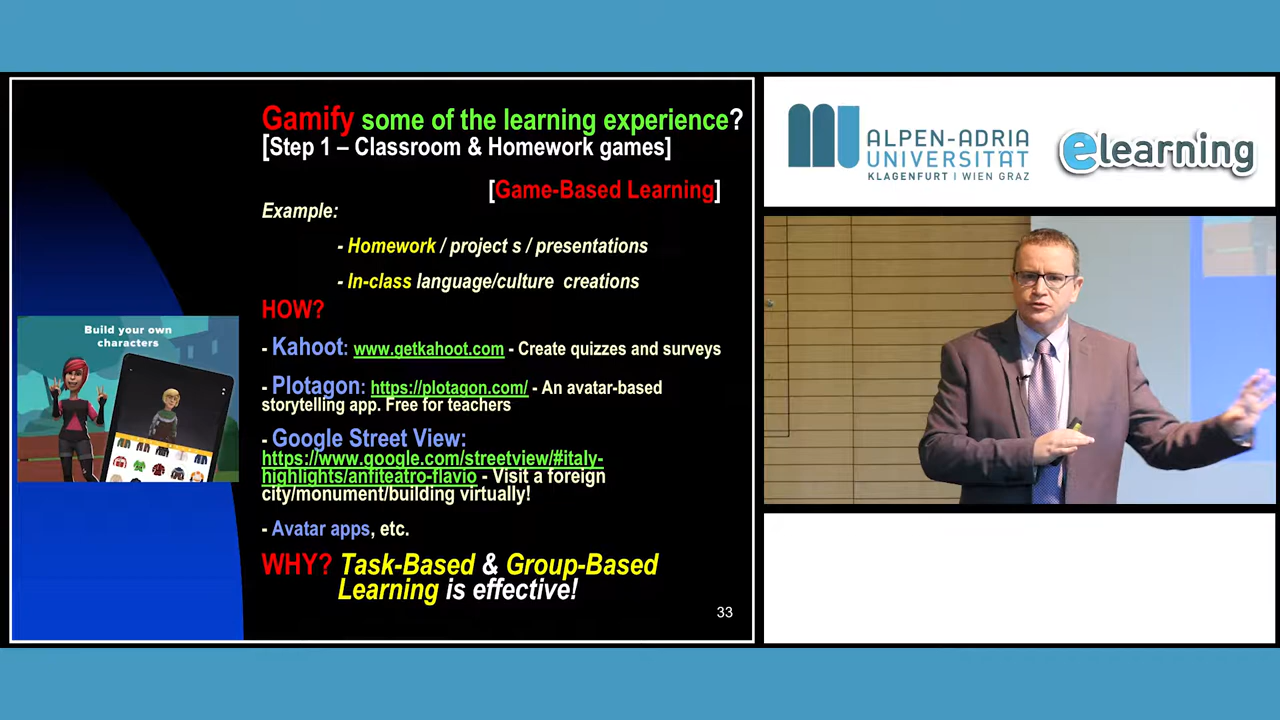 Gamify some of the learning experience?
[Step 1 – Classroom & Homework games]
[Game-Based Learning]
Example:
- Homework / project s / presentations
- In-class language/culture creations
HOW?
- Kahoot: www.getkahoot.com - Create quizzes and surveys
- Plotagon: https://plotagon.com/ - An avatar-based
storytelling app. Free for teachers
- Google Street View:
https://www.google.com/streetview/#italy-
highlights/anfiteatro-flavio - Visit a foreign
city/monument/building virtually!
- Avatar apps, etc.
WHY? Task-Based & Group-Based
Learning is effective!
33
Build your own
characters
ALPEN-ADRIA
UNIVERSITÄT
KLAGENFURT | WIEN GRAZ
elearning